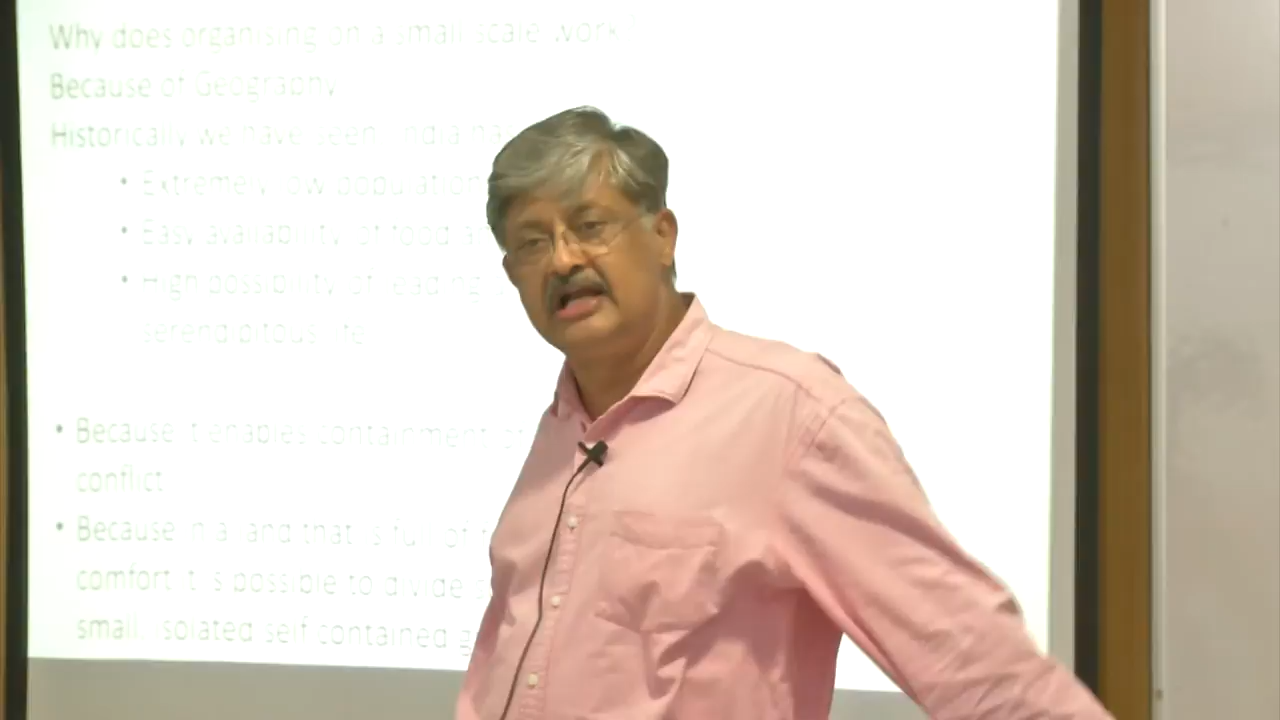 Why does organising on a small scale work?
Because of Geography
Historically we have seen India has
• Extremely low population
• Easy availability of food an
• High possibility of leading
serendipitous life
• Because it enables containment of
conflict
• Because in a land that is full of
comfort it is possible to divide
small, isolated self contained g